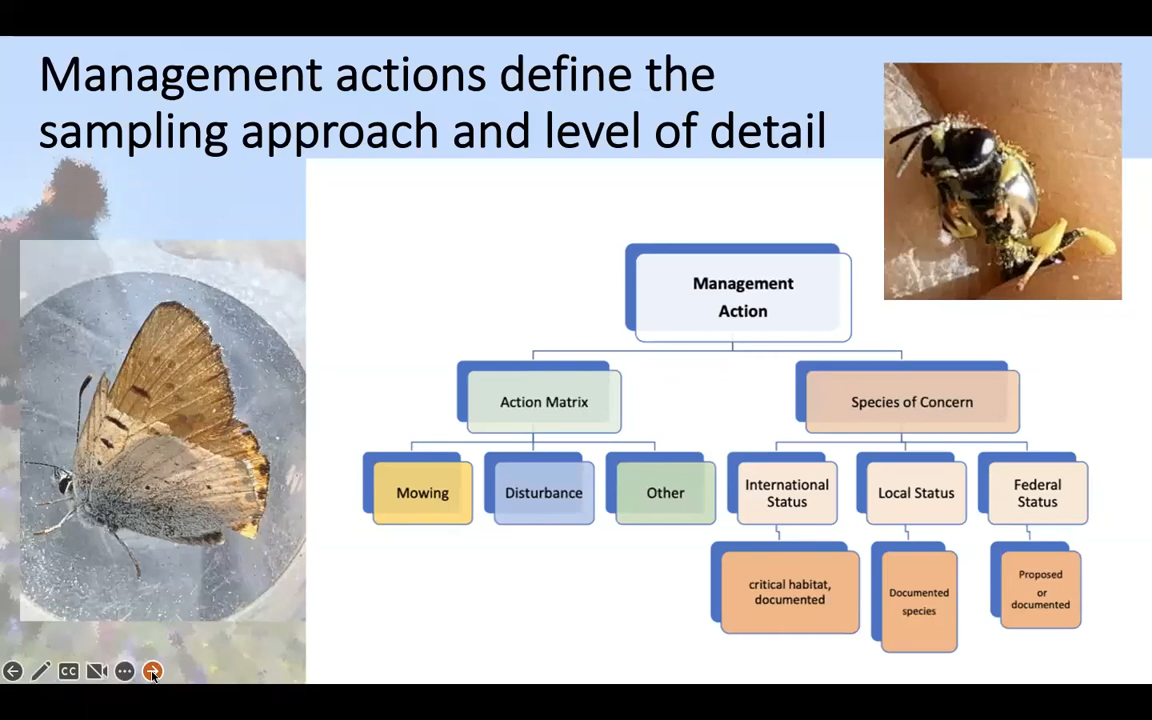 Management actions define the
sampling approach and level of detail
Management
Action
Action Matrix
Species of Concern
Mowing
Disturbance
Other
International
Status
Local Status
Federal
Status
critical habitat,
documented
Documented
species
Proposed
or
documented
CC